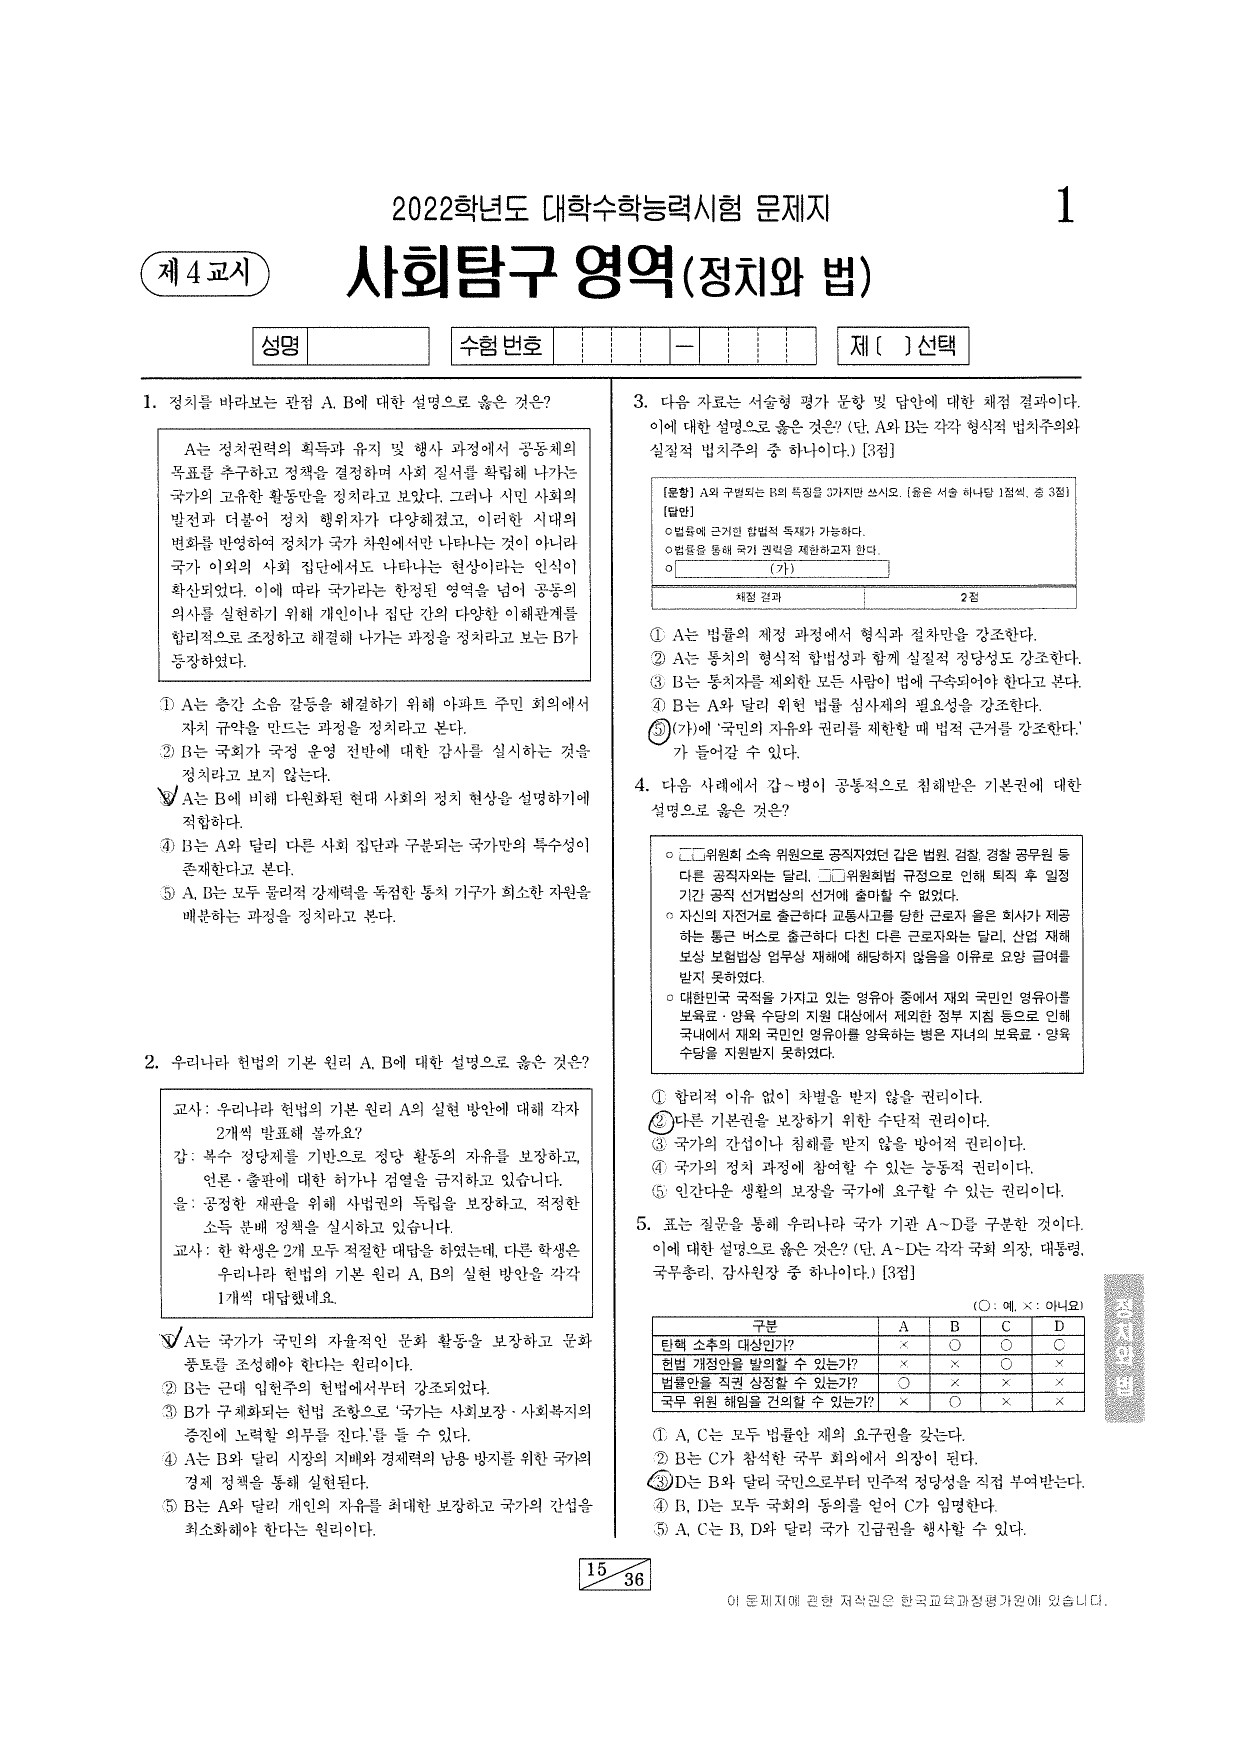 2022학년도 대학수학능력시험 문제지
1
제 4 교시
사회탐구 영역(정치와 법)
성명
수험 번호
—
제 ( ) 선택
1. 정치를 바라보는 관점 A, B에 대한 설명으로 옳은 것은?
A는 정치권력의 획득과 유지 및 행사 과정에서 공동체의
목표를 추구하고 정책을 결정하며 사회 질서를 확립해 나가는
국가의 고유한 활동만을 정치라고 보았다. 그러나 시민 사회의
발전과 더불어 정치 행위자가 다양해졌고, 이러한 시대의
변화를 반영하여 정치가 국가 차원에서만 나타나는 것이 아니라
국가 이외의 사회 집단에서도 나타나는 현상이라는 인식이
확산되었다. 이에 따라 국가라는 한정된 영역을 넘어 공동의
의사를 실현하기 위해 개인이나 집단 간의 다양한 이해관계를
합리적으로 조정하고 해결해 나가는 과정을 정치라고 보는 B가
등장하였다.
① A는 층간 소음 갈등을 해결하기 위해 아파트 주민 회의에서
자치 규약을 만드는 과정을 정치라고 본다.
② B는 국회가 국정 운영 전반에 대한 감사를 실시하는 것을
정치라고 보지 않는다.
③ A는 B에 비해 다원화된 현대 사회의 정치 현상을 설명하기에
적합하다.
④ B는 A와 달리 다른 사회 집단과 구분되는 국가만의 특수성이
존재한다고 본다.
⑤ A, B는 모두 물리적 강제력을 독점한 통치 기구가 희소한 자원을
배분하는 과정을 정치라고 본다.
2. 우리나라 헌법의 기본 원리 A, B에 대한 설명으로 옳은 것은?
교사 : 우리나라 헌법의 기본 원리 A의 실현 방안에 대해 각자
2개씩 발표해 볼까요?
갑 : 복수 정당제를 기반으로 정당 활동의 자유를 보장하고,
언론·출판에 대한 허가나 검열을 금지하고 있습니다.
을 : 공정한 재판을 위해 사법권의 독립을 보장하고, 적정한
소득 분배 정책을 실시하고 있습니다.
교사 : 한 학생은 2개 모두 적절한 대답을 하였는데, 다른 학생은
우리나라 헌법의 기본 원리 A, B의 실현 방안을 각각
1개씩 대답했네요.
① A는 국가가 국민의 자율적인 문화 활동을 보장하고 문화
풍토를 조성해야 한다는 원리이다.
② B는 근대 입헌주의 헌법에서부터 강조되었다.
③ B가 구체화되는 헌법 조항으로 '국가는 사회보장·사회복지의
증진에 노력할 의무를 진다.'를 들 수 있다.
④ A는 B와 달리 시장의 지배와 경제력의 남용 방지를 위한 국가의
경제 정책을 통해 실현된다.
⑤ B는 A와 달리 개인의 자유를 최대한 보장하고 국가의 간섭을
최소화해야 한다는 원리이다.
3. 다음 자료는 서술형 평가 문항 및 답안에 대한 채점 결과이다.
이에 대한 설명으로 옳은 것은? (단, A와 B는 각각 형식적 법치주의와
실질적 법치주의 중 하나이다.) [3점]
[문항] A와 구별되는 B의 특징을 3가지만 쓰시오. [옳은 서술 하나당 1점씩, 총 3점]
[답안]
○ 법률에 근거한 합법적 독재가 가능하다.
○ 법률을 통해 국가 권력을 제한하고자 한다.
○ (가)
채점 결과 2점
① A는 법률의 제정 과정에서 형식과 절차만을 강조한다.
② A는 통치의 형식적 합법성과 함께 실질적 정당성도 강조한다.
③ B는 통치자를 제외한 모든 사람이 법에 구속되어야 한다고 본다.
④ B는 A와 달리 위헌 법률 심사제의 필요성을 강조한다.
⑤ (가)에 '국민의 자유와 권리를 제한할 때 법적 근거를 강조한다.'
가 들어갈 수 있다.
4. 다음 사례에서 갑~병이 공통적으로 침해받은 기본권에 대한
설명으로 옳은 것은?
○ □□위원회 소속 위원으로 공직자였던 갑은 법원, 검찰, 경찰 공무원 등
다른 공직자와는 달리, □□위원회법 규정으로 인해 퇴직 후 일정
기간 공직 선거법상의 선거에 출마할 수 없었다.
○ 자신의 자전거로 출근하다 교통사고를 당한 근로자 을은 회사가 제공
하는 통근 버스로 출근하다 다친 다른 근로자와는 달리, 산업 재해
보상 보험법상 업무상 재해에 해당하지 않음을 이유로 요양 급여를
받지 못하였다.
○ 대한민국 국적을 가지고 있는 영유아 중에서 재외 국민인 영유아를
보육료·양육 수당의 지원 대상에서 제외한 정부 지침 등으로 인해
국내에서 재외 국민인 영유아를 양육하는 병은 자녀의 보육료·양육
수당을 지원받지 못하였다.
① 합리적 이유 없이 차별을 받지 않을 권리이다.
② 다른 기본권을 보장하기 위한 수단적 권리이다.
③ 국가의 간섭이나 침해를 받지 않을 방어적 권리이다.
④ 국가의 정치 과정에 참여할 수 있는 능동적 권리이다.
⑤ 인간다운 생활의 보장을 국가에 요구할 수 있는 권리이다.
5. 표는 질문을 통해 우리나라 국가 기관 A~D를 구분한 것이다.
이에 대한 설명으로 옳은 것은? (단, A~D는 각각 국회 의장, 대통령,
국무총리, 감사원장 중 하나이다.) [3점]
(○ : 예, × : 아니요)
구분 A B C D
탄핵 소추의 대상인가? × ○ ○ ○
헌법 개정안을 발의할 수 있는가? × × ○ ×
법률안을 직권 상정할 수 있는가? ○ × × ×
국무 위원 해임을 건의할 수 있는가? × ○ × ×
① A, C는 모두 법률안 재의 요구권을 갖는다.
② B는 C가 참석한 국무 회의에서 의장이 된다.
③ D는 B와 달리 국민으로부터 민주적 정당성을 직접 부여받는다.
④ B, D는 모두 국회의 동의를 얻어 C가 임명한다.
⑤ A, C는 B, D와 달리 국가 긴급권을 행사할 수 있다.
정치와 법
15
36
이 문제지에 관한 저작권은 한국교육과정평가원에 있습니다.